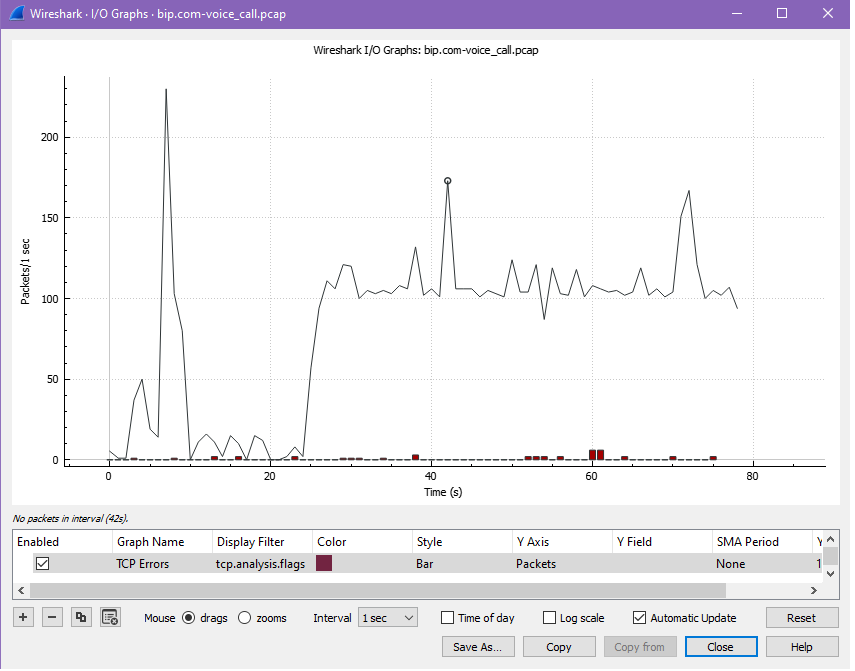 Wireshark · I/O Graphs · bip.com-voice_call.pcap
Wireshark I/O Graphs: bip.com-voice_call.pcap
Packets/1 sec
200
150
100
50
0
0 20 40 60 80
Time (s)
No packets in interval (42s).
Enabled Graph Name Display Filter Color Style Y Axis Y Field SMA Period Y
TCP Errors tcp.analysis.flags Bar Packets None 1
Mouse drags zooms Interval 1 sec Time of day Log scale Automatic Update Reset
Save As... Copy Copy from Close Help